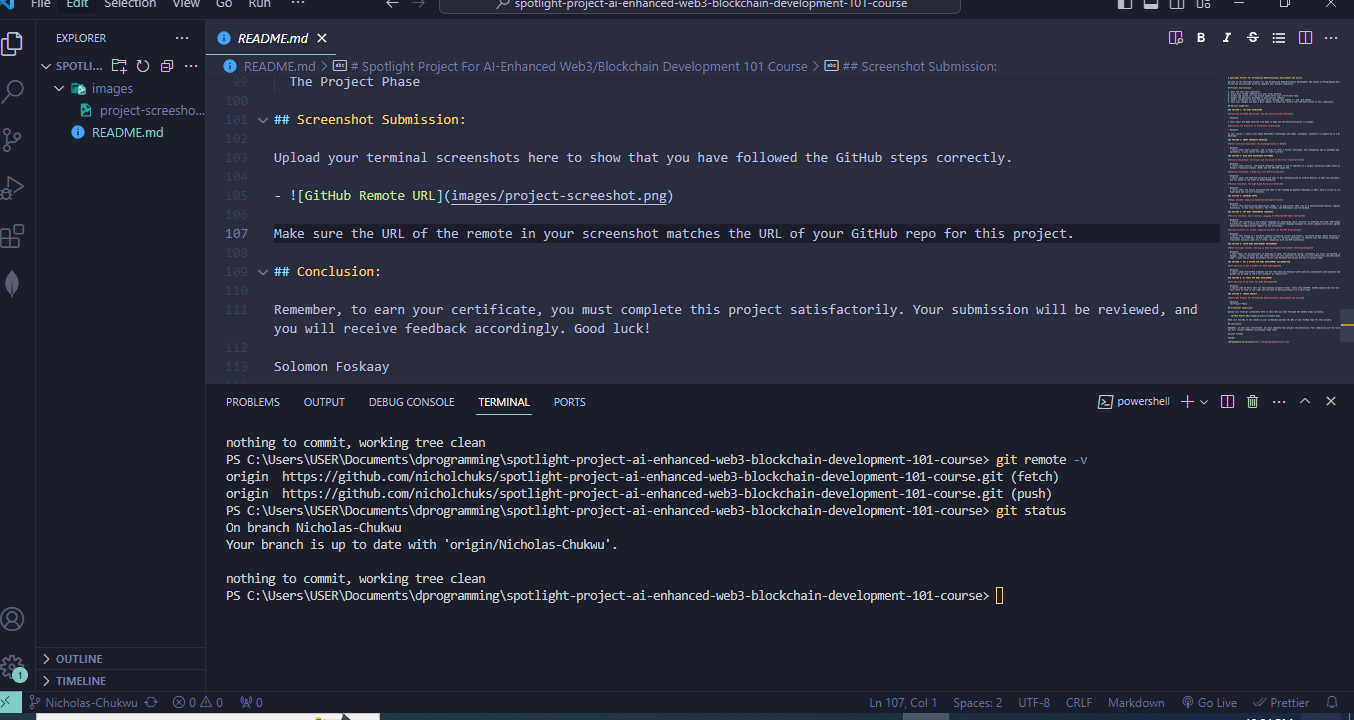 File Edit Selection View Go Run ...
spotlight-project-ai-enhanced-web3-blockchain-development-101-course
EXPLORER
SPOTLI...
images
project-screesho...
README.md
README.md
README.md > # Spotlight Project For AI-Enhanced Web3/Blockchain Development 101 Course > ## Screenshot Submission:
99 The Project Phase
100
101 ## Screenshot Submission:
102
103 Upload your terminal screenshots here to show that you have followed the GitHub steps correctly.
104
105 - ![GitHub Remote URL](images/project-screeshot.png)
106
107 Make sure the URL of the remote in your screenshot matches the URL of your GitHub repo for this project.
108
109 ## Conclusion:
110
111 Remember, to earn your certificate, you must complete this project satisfactorily. Your submission will be reviewed, and
you will receive feedback accordingly. Good luck!
112
113 Solomon Foskaay
PROBLEMS OUTPUT DEBUG CONSOLE TERMINAL PORTS
powershell
nothing to commit, working tree clean
PS C:\Users\USER\Documents\dprogramming\spotlight-project-ai-enhanced-web3-blockchain-development-101-course> git remote -v
origin https://github.com/nicholchuks/spotlight-project-ai-enhanced-web3-blockchain-development-101-course.git (fetch)
origin https://github.com/nicholchuks/spotlight-project-ai-enhanced-web3-blockchain-development-101-course.git (push)
PS C:\Users\USER\Documents\dprogramming\spotlight-project-ai-enhanced-web3-blockchain-development-101-course> git status
On branch Nicholas-Chukwu
Your branch is up to date with 'origin/Nicholas-Chukwu'.
nothing to commit, working tree clean
PS C:\Users\USER\Documents\dprogramming\spotlight-project-ai-enhanced-web3-blockchain-development-101-course>
OUTLINE
TIMELINE
1
Nicholas-Chukwu 0 0 0
Ln 107, Col 1 Spaces: 2 UTF-8 CRLF Markdown Go Live Prettier